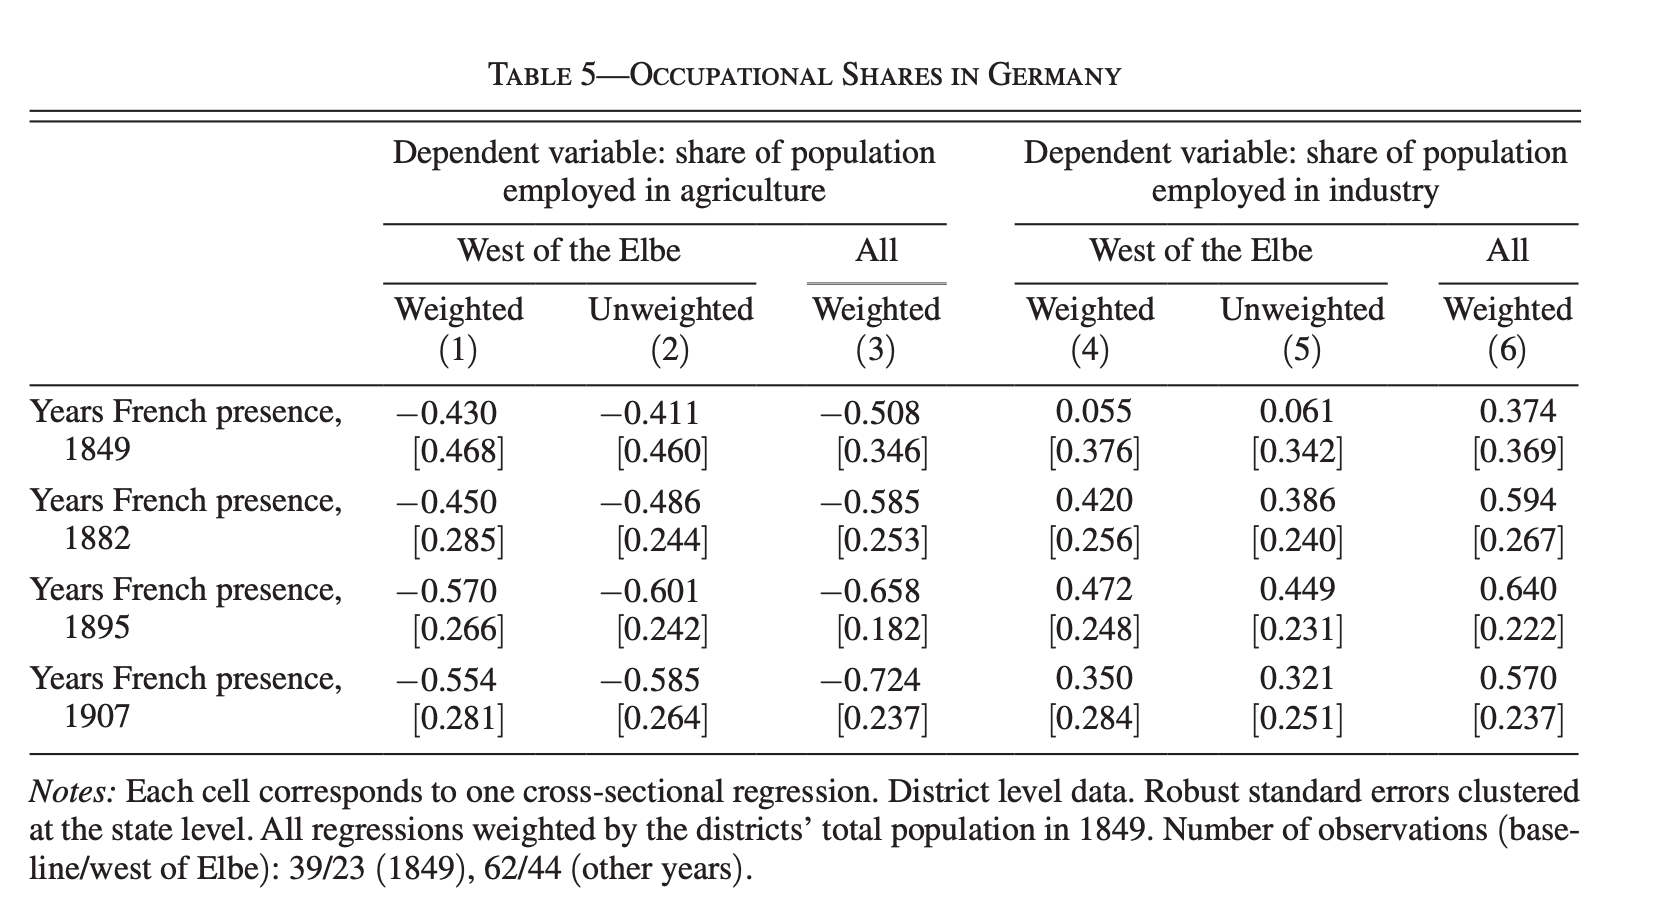 TABLE 5—OCCUPATIONAL SHARES IN GERMANY
Dependent variable: share of population employed in agriculture Dependent variable: share of population employed in industry
West of the Elbe All West of the Elbe All
Weighted Unweighted Weighted Weighted Unweighted Weighted
(1) (2) (3) (4) (5) (6)
Years French presence, −0.430 −0.411 −0.508 0.055 0.061 0.374
1849 [0.468] [0.460] [0.346] [0.376] [0.342] [0.369]
Years French presence, −0.450 −0.486 −0.585 0.420 0.386 0.594
1882 [0.285] [0.244] [0.253] [0.256] [0.240] [0.267]
Years French presence, −0.570 −0.601 −0.658 0.472 0.449 0.640
1895 [0.266] [0.242] [0.182] [0.248] [0.231] [0.222]
Years French presence, −0.554 −0.585 −0.724 0.350 0.321 0.570
1907 [0.281] [0.264] [0.237] [0.284] [0.251] [0.237]
Notes: Each cell corresponds to one cross-sectional regression. District level data. Robust standard errors clustered
at the state level. All regressions weighted by the districts’ total population in 1849. Number of observations (base-
line/west of Elbe): 39/23 (1849), 62/44 (other years).